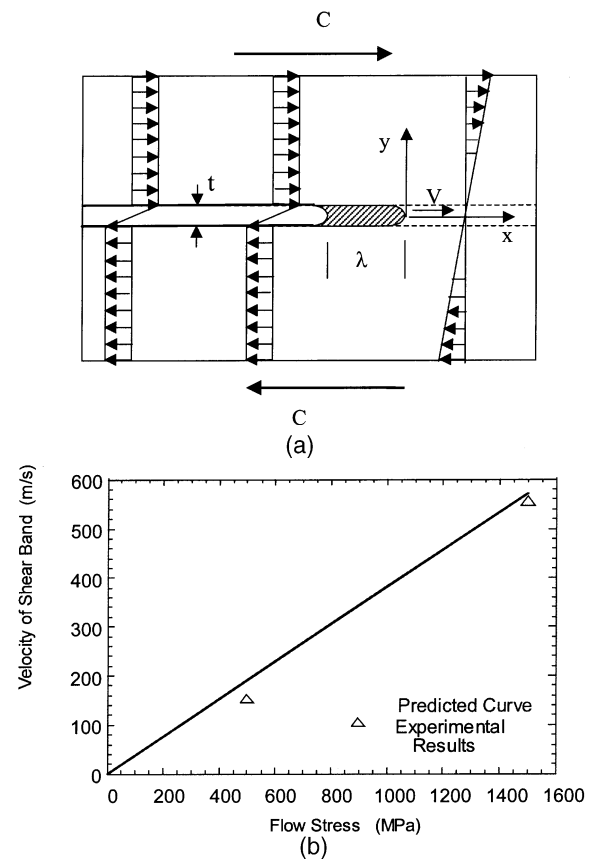 C
y
t
V
x
λ
C
(a)
Velocity of Shear Band (m/s)
600
500
400
300
200
100
0
Predicted Curve
Experimental
Results
0 200 400 600 800 1000 1200 1400 1600
Flow Stress (MPa)
(b)